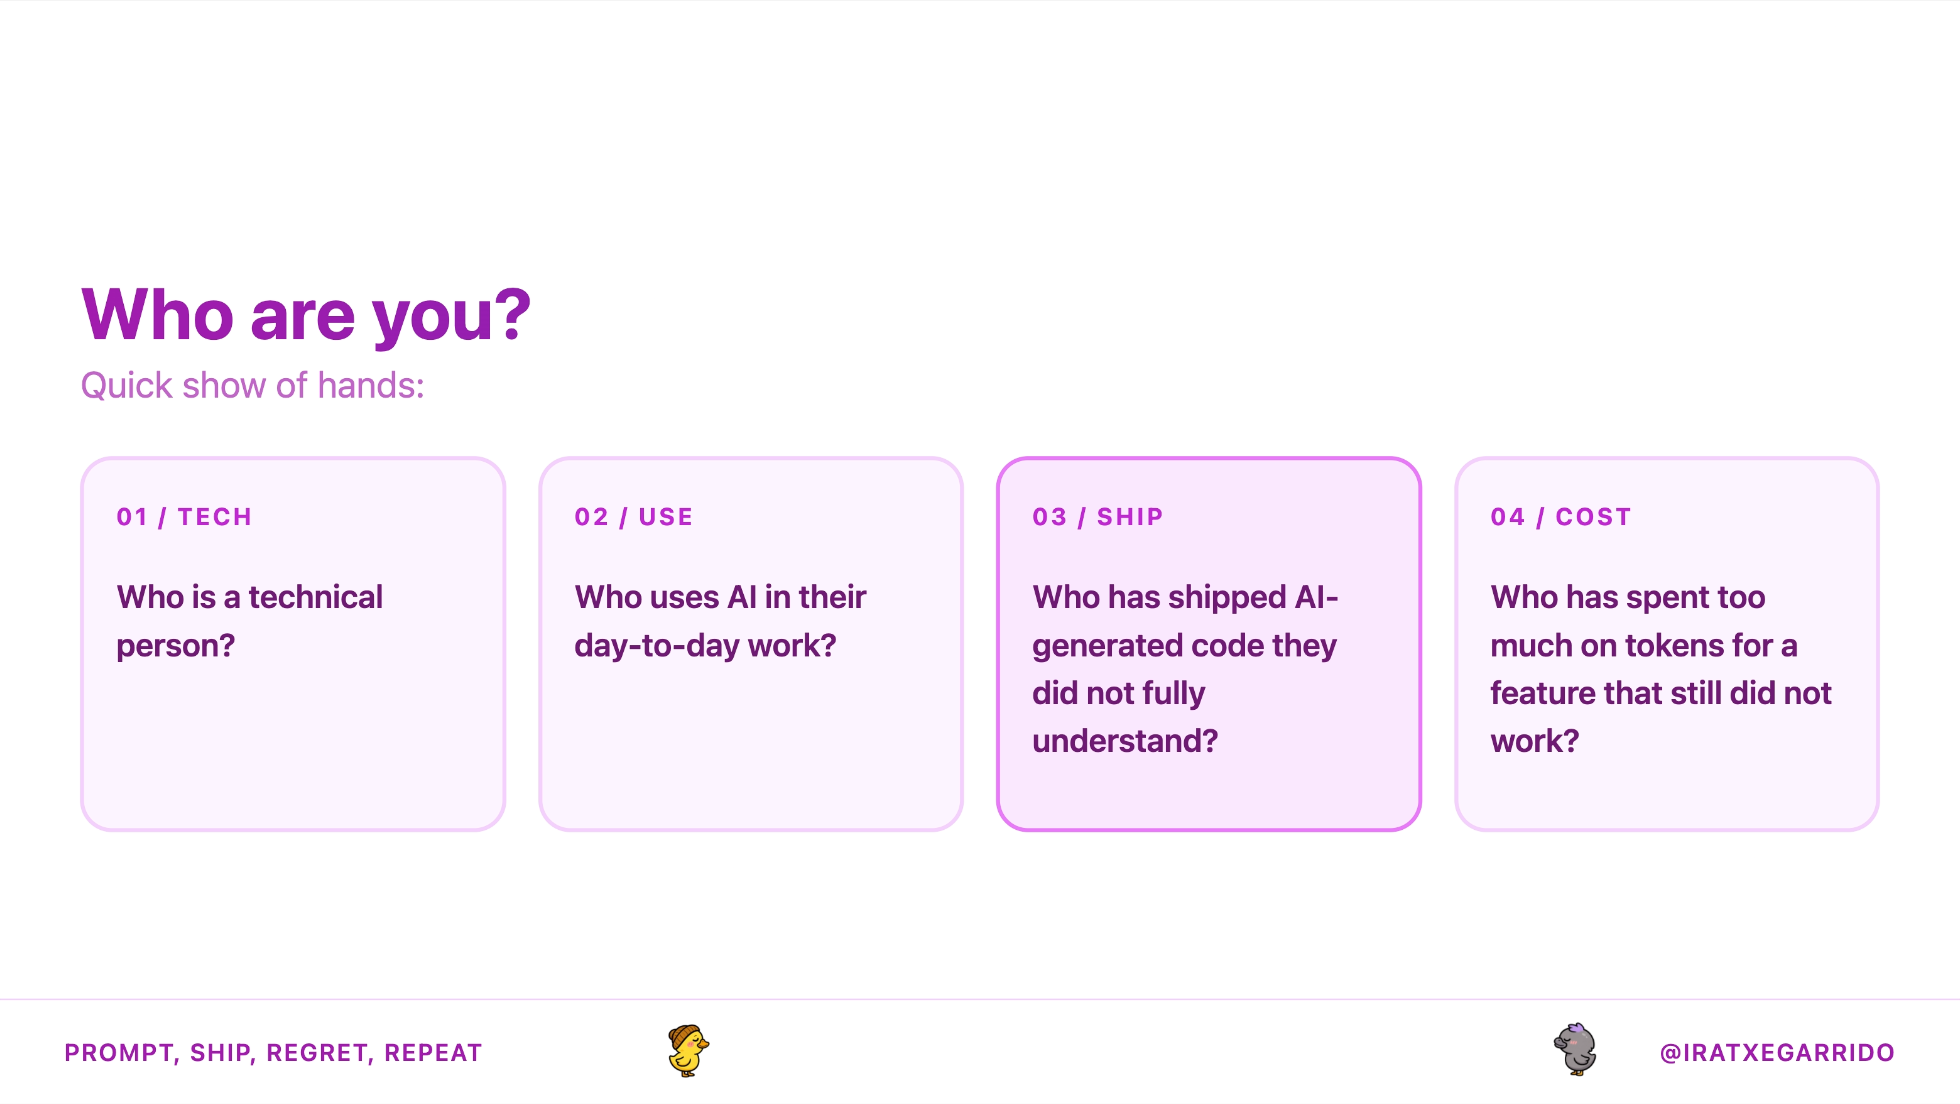 Who are you?
Quick show of hands:
01 / TECH
Who is a technical
person?
02 / USE
Who uses AI in their
day-to-day work?
03 / SHIP
Who has shipped AI-
generated code they
did not fully
understand?
04 / COST
Who has spent too
much on tokens for a
feature that still did not
work?
PROMPT, SHIP, REGRET, REPEAT
@IRATXEGARRIDO